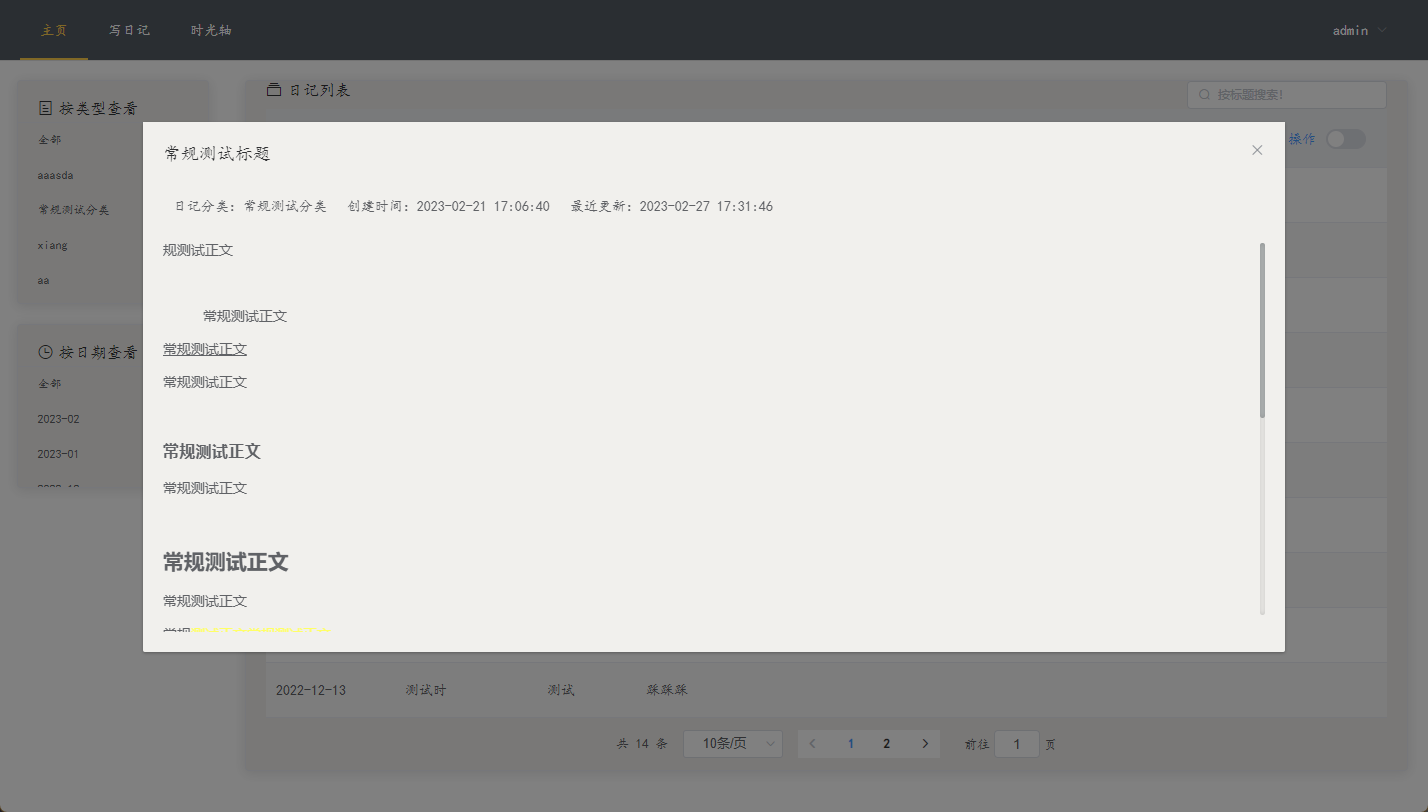 主页 写日记 时光轴 admin
按类型查看
全部
aaasda
常规测试分类
xiang
aa
按日期查看
全部
2023-02
2023-01
日记列表
按标题搜索!
操作
常规测试标题
日记分类: 常规测试分类 创建时间: 2023-02-21 17:06:40 最近更新: 2023-02-27 17:31:46
规测试正文
常规测试正文
常规测试正文
常规测试正文
常规测试正文
常规测试正文
常规测试正文
常规测试正文
常规
2022-12-13 测试时 测试 踩踩踩
共 14 条 10条/页 1 2 前往 1 页